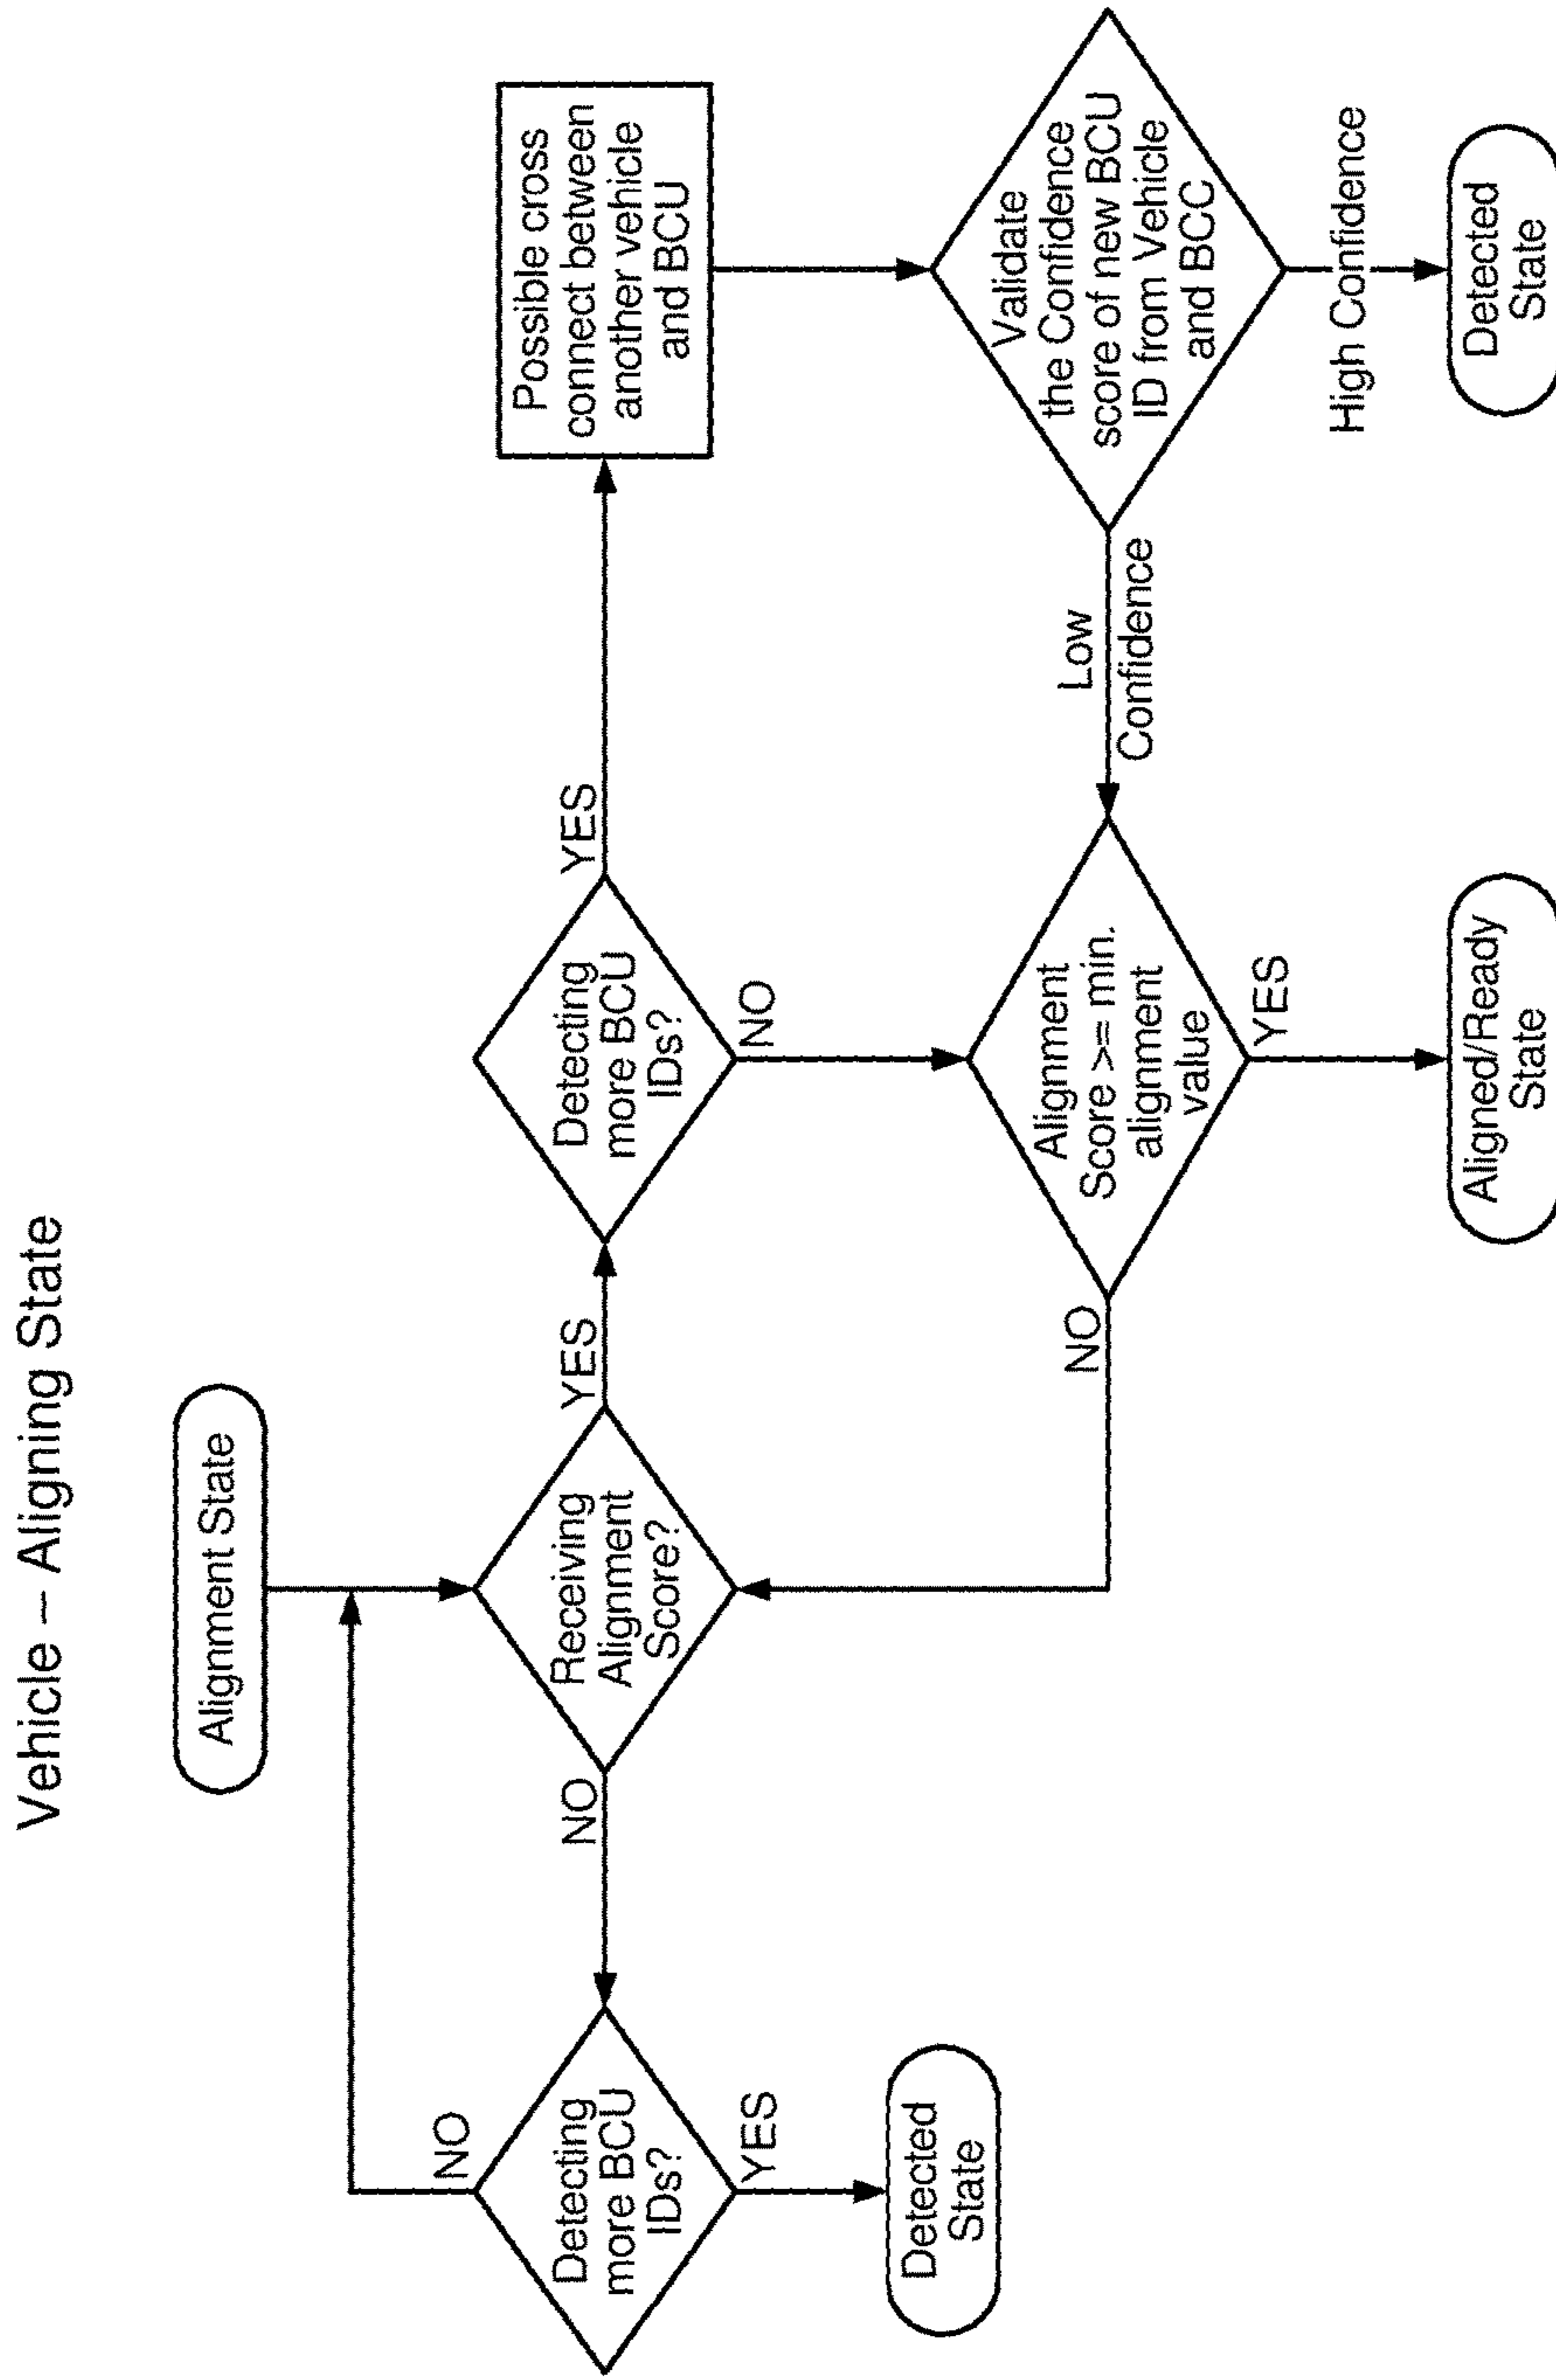 Vehicle – Aligning State
Alignment State
NO
Detecting
more BCU
IDs?
YES
Detected
State
NO
Receiving
Alignment
Score?
YES
Detecting
more BCU
IDs?
YES
NO
Possible cross
connect between
another vehicle
and BCU
NO
Alignment
Score >= min.
alignment
value
YES
Aligned/Ready
State
Low
Confidence
Validate
the Confidence
score of new BCU
ID from Vehicle
and BCC
High Confidence
Detected
State